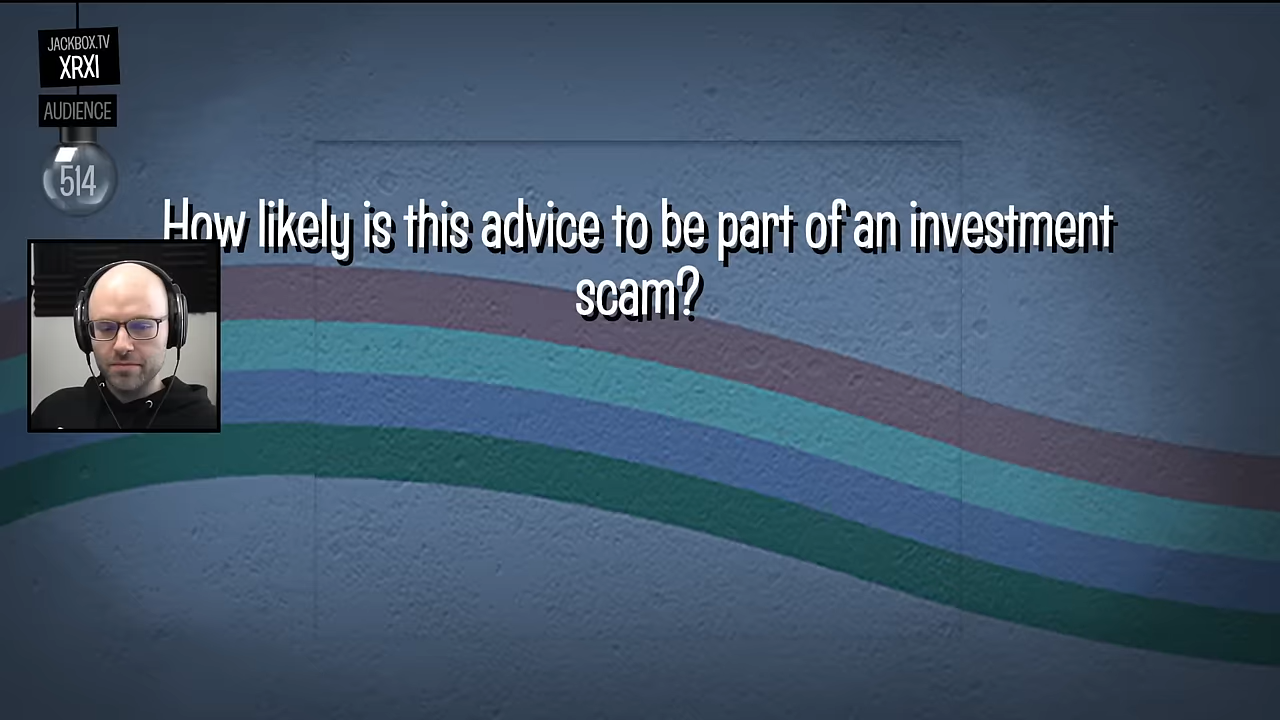 JACKBOX.TV
XRXI
AUDIENCE
514
How likely is this advice to be part of an investment
scam?